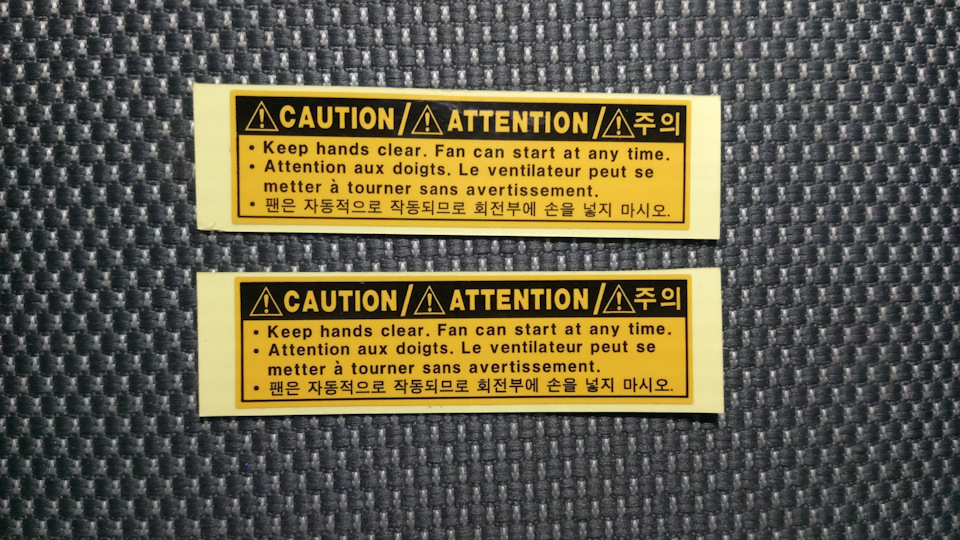 ⚠CAUTION/⚠ATTENTION/⚠주의
• Keep hands clear. Fan can start at any time.
• Attention aux doigts. Le ventilateur peut se
metter à tourner sans avertissement.
• 팬은 자동적으로 작동되므로 회전부에 손을 넣지 마시오.
⚠CAUTION/⚠ATTENTION/⚠주의
• Keep hands clear. Fan can start at any time.
• Attention aux doigts. Le ventilateur peut se
metter à tourner sans avertissement.
• 팬은 자동적으로 작동되므로 회전부에 손을 넣지 마시오.